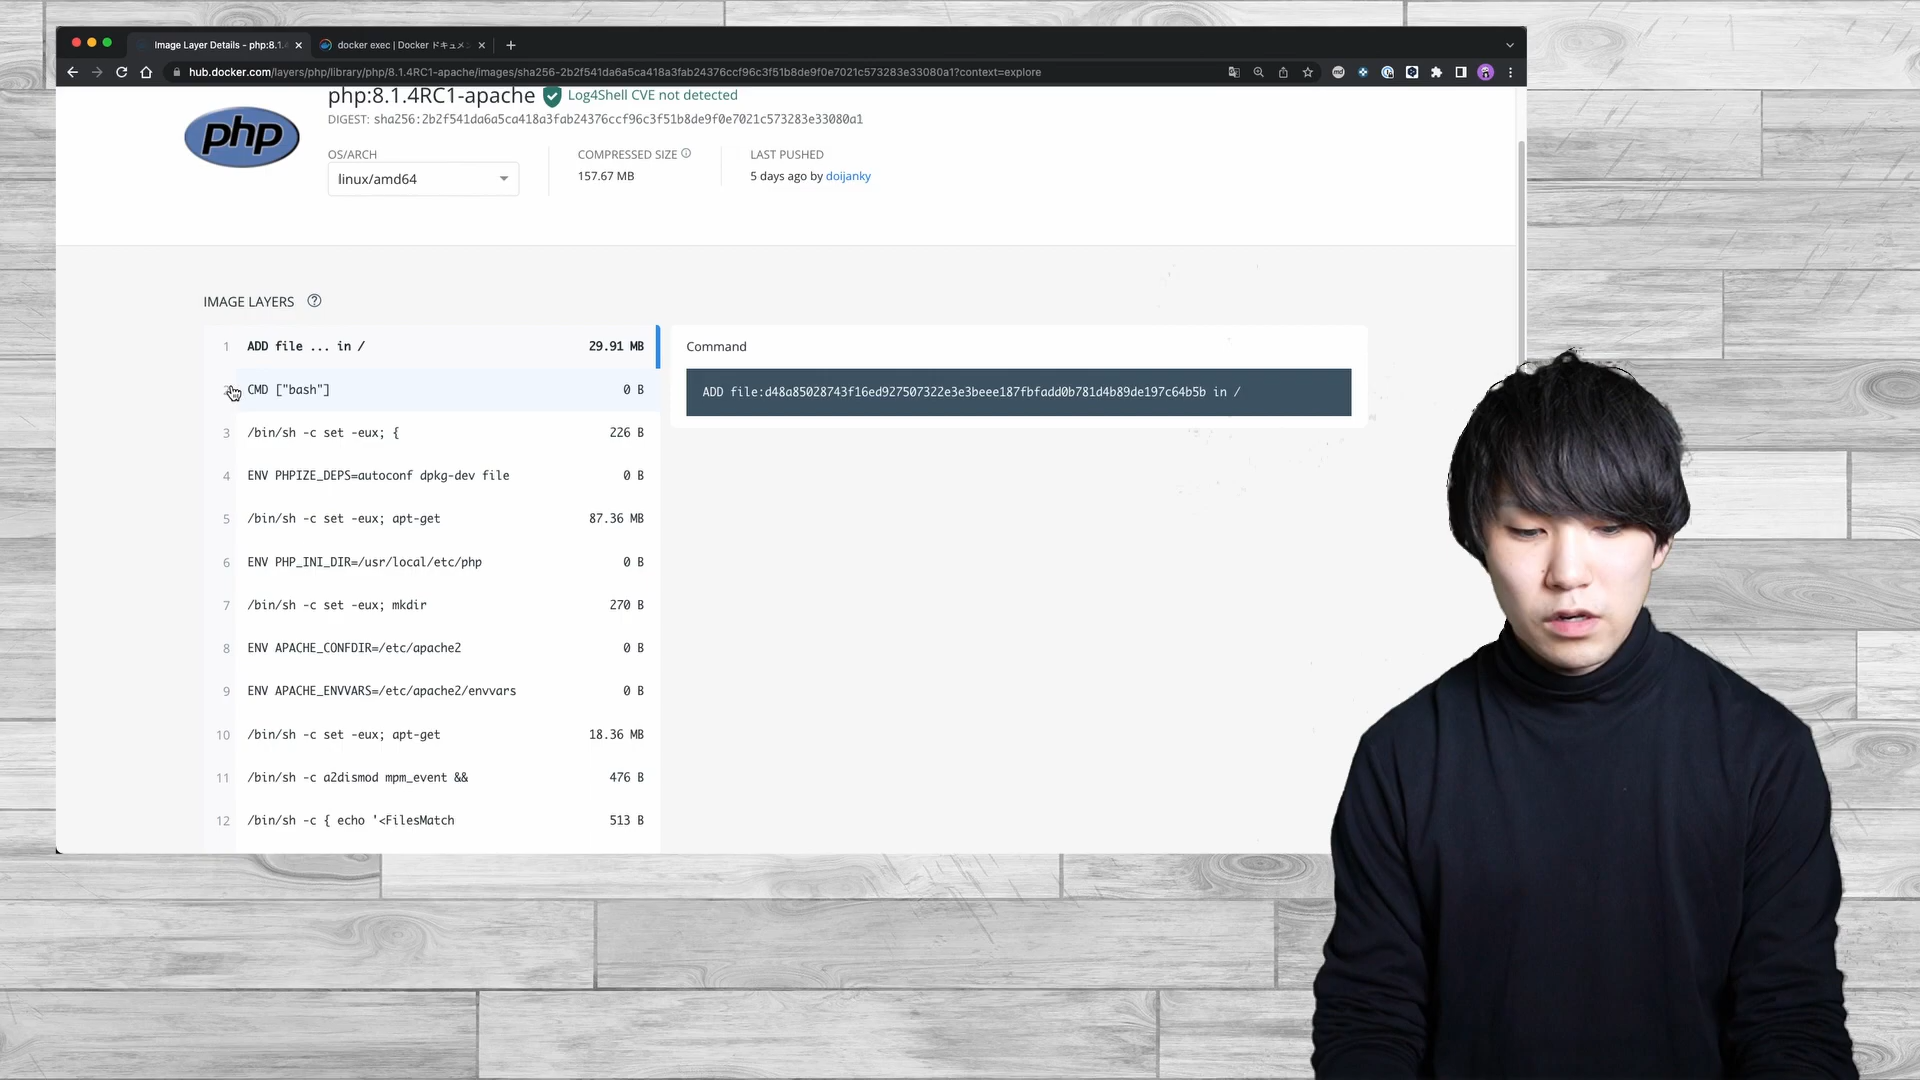 Image Layer Details - php:8.1.4
docker exec | Docker ドキュメン
hub.docker.com/layers/php/library/php/8.1.4RC1-apache/images/sha256-2b2f541da6a5ca418a3fab24376ccf96c3f51b8de9f0e7021c573283e33080a1?context=explore
php
php:8.1.4RC1-apache Log4Shell CVE not detected
DIGEST: sha256:2b2f541da6a5ca418a3fab24376ccf96c3f51b8de9f0e7021c573283e33080a1
OS/ARCH
linux/amd64
COMPRESSED SIZE
157.67 MB
LAST PUSHED
5 days ago by doijanky
IMAGE LAYERS
1 ADD file ... in / 29.91 MB
CMD ["bash"] 0 B
3 /bin/sh -c set -eux; { 226 B
4 ENV PHPIZE_DEPS=autoconf dpkg-dev file 0 B
5 /bin/sh -c set -eux; apt-get 87.36 MB
6 ENV PHP_INI_DIR=/usr/local/etc/php 0 B
7 /bin/sh -c set -eux; mkdir 270 B
8 ENV APACHE_CONFDIR=/etc/apache2 0 B
9 ENV APACHE_ENVVARS=/etc/apache2/envvars 0 B
10 /bin/sh -c set -eux; apt-get 18.36 MB
11 /bin/sh -c a2dismod mpm_event && 476 B
12 /bin/sh -c { echo '<FilesMatch 513 B
Command
ADD file:d48a85028743f16ed927507322e3e3beee187fbfadd0b781d4b89de197c64b5b in /